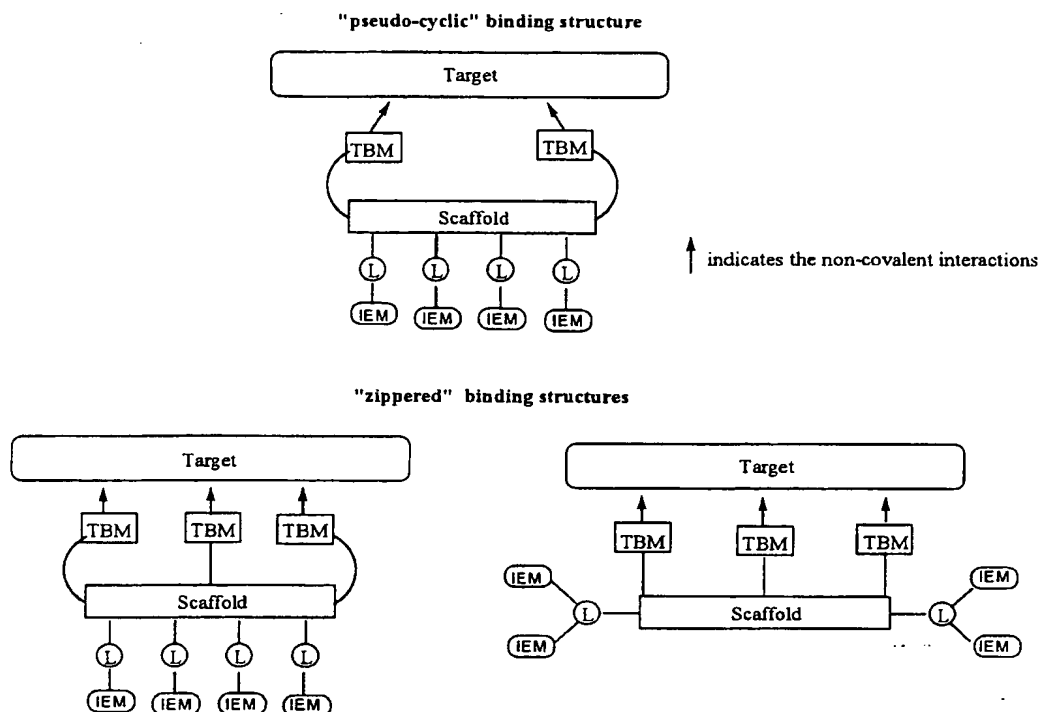 "pseudo-cyclic" binding structure
Target
TBM TBM
Scaffold
L L L L
IEM IEM IEM IEM
indicates the non-covalent interactions
"zippered" binding structures
Target
TBM TBM TBM
Scaffold
L L L L
IEM IEM IEM IEM
Target
TBM TBM TBM
IEM IEM
L Scaffold L
IEM IEM